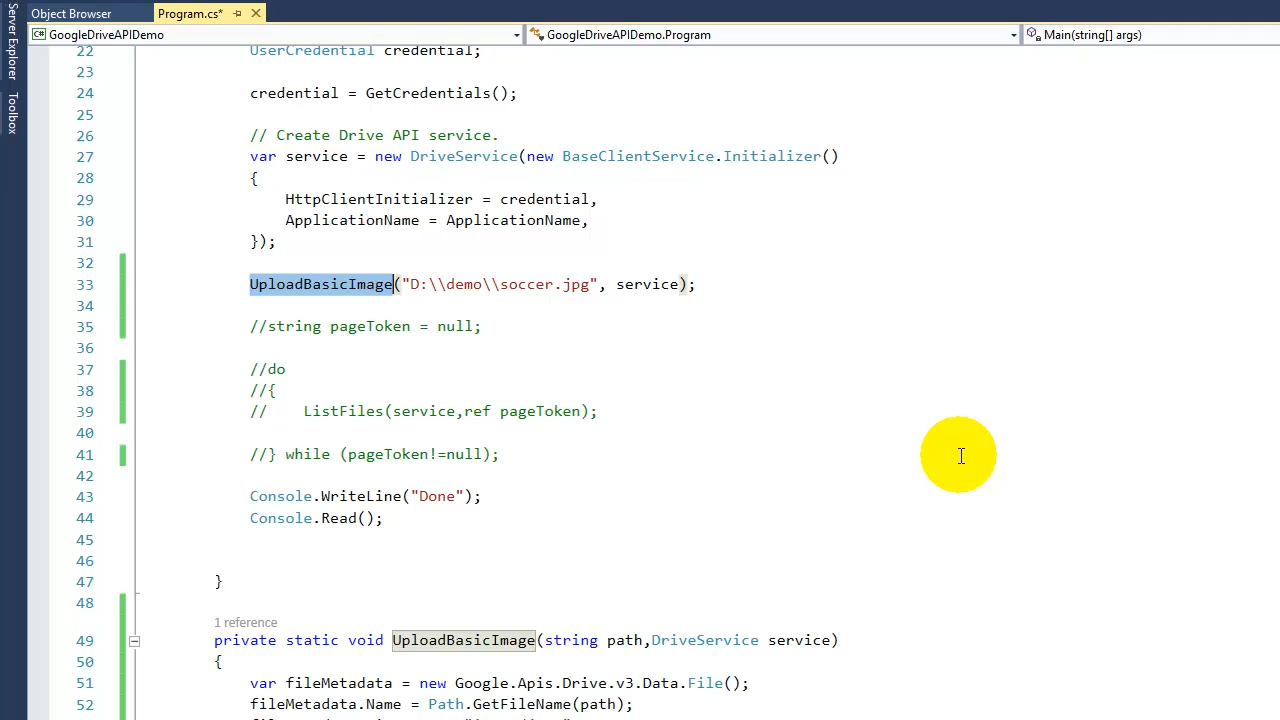 Object Browser
Program.cs*
Server Explorer
Toolbox
C#
GoogleDriveAPIDemo
GoogleDriveAPIDemo.Program
Main(string[] args)
22 UserCredential credential;
23
24 credential = GetCredentials();
25
26 // Create Drive API service.
27 var service = new DriveService(new BaseClientService.Initializer()
28 {
29 HttpClientInitializer = credential,
30 ApplicationName = ApplicationName,
31 });
32
33 UploadBasicImage("D:\\demo\\soccer.jpg", service);
34
35 //string pageToken = null;
36
37 //do
38 //{
39 // ListFiles(service,ref pageToken);
40
41 //} while (pageToken!=null);
42
43 Console.WriteLine("Done");
44 Console.Read();
45
46
47 }
48
1 reference
49 private static void UploadBasicImage(string path,DriveService service)
50 {
51 var fileMetadata = new Google.Apis.Drive.v3.Data.File();
52 fileMetadata.Name = Path.GetFileName(path);